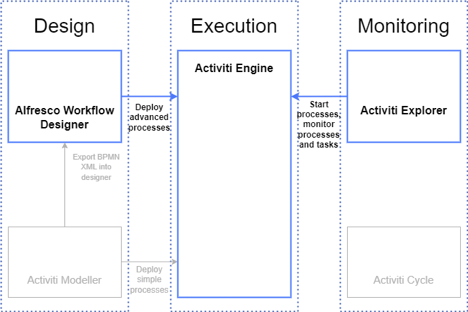 Design
Execution
Monitoring
Alfresco Workflow
Designer
Deploy
advanced
processes
Activiti Engine
Start
processes,
monitor
processes
and tasks
Activiti Explorer
Export BPMN
XML into
designer
Activiti Modeller
Deploy
simple
processes
Activiti Cycle